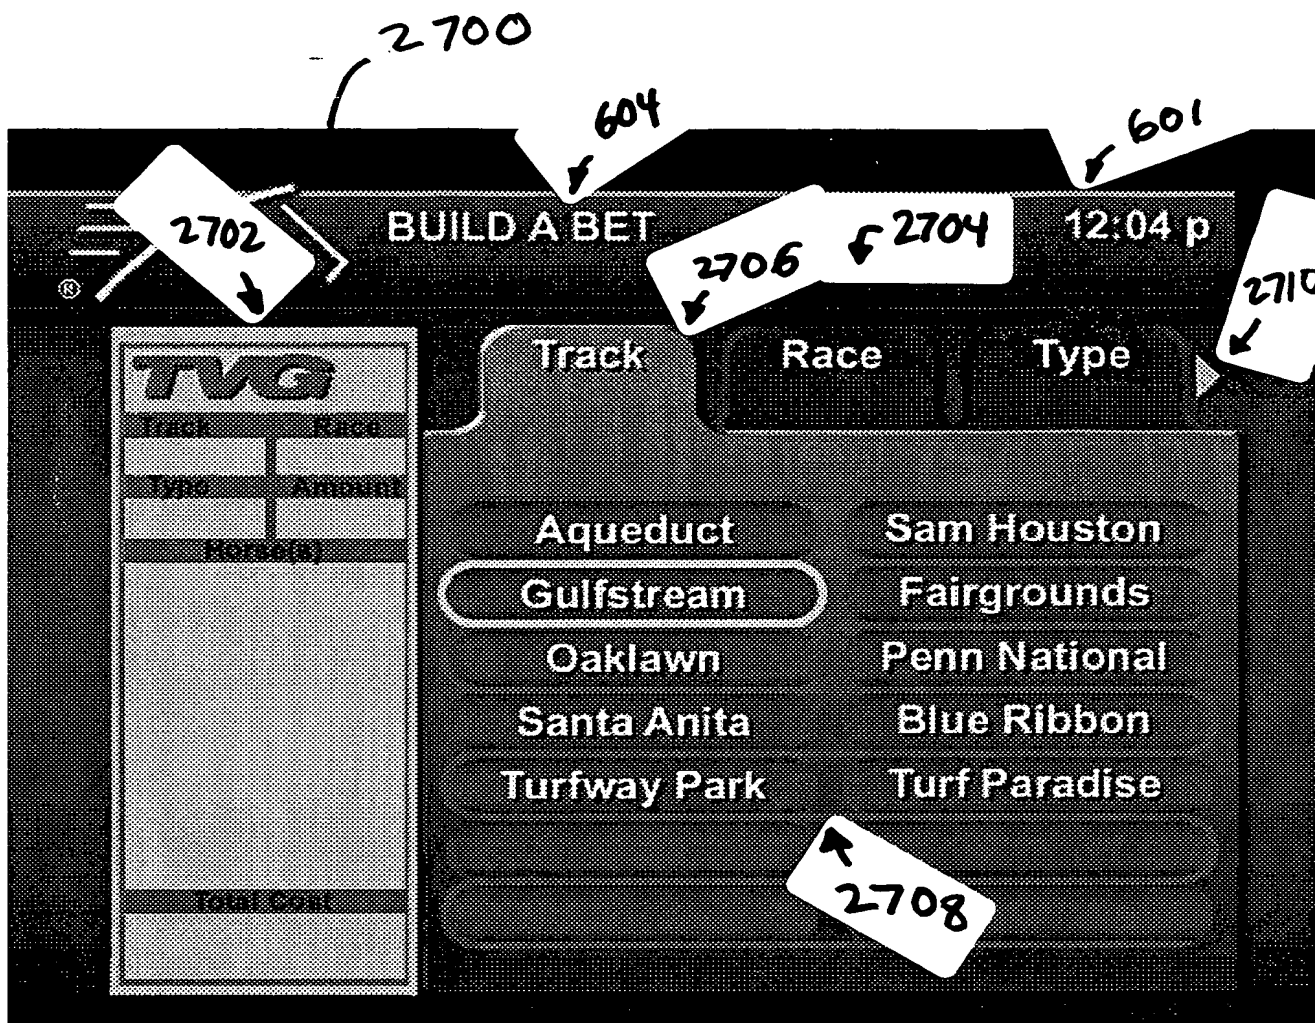 2700
604
601
2702
BUILD A BET
2706
2704
12:04 p
2710
®
TVG
Track
Race
Type
Track Race
Type Amount
Horse(s)
Aqueduct
Sam Houston
Gulfstream
Fairgrounds
Oaklawn
Penn National
Santa Anita
Blue Ribbon
Turfway Park
Turf Paradise
2708
Total Cost